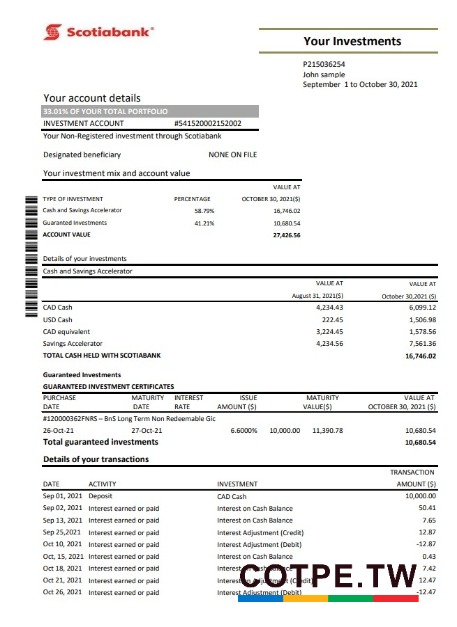 Scotiabank®
Your Investments
P215036254
John sample
September 1 to October 30, 2021
Your account details
33.01% OF YOUR TOTAL PORTFOLIO
INVESTMENT ACCOUNT #541520002152002
Your Non-Registered investment through Scotiabank
Designated beneficiary NONE ON FILE
Your investment mix and account value
VALUE AT
TYPE OF INVESTMENT PERCENTAGE OCTOBER 30, 2021($)
Cash and Savings Accelerator 58.79% 16,746.02
Guaranted Investments 41.21% 10,680.54
ACCOUNT VALUE 27,426.56
Details of your investments
Cash and Savings Accelerator
VALUE AT VALUE AT
August 31, 2021($) October 30,2021 ($)
CAD Cash 4,234.43 6,099.12
USD Cash 222.45 1,506.98
CAD equivalent 3,224.45 1,578.56
Savings Accelerator 4,234.56 7,561.36
TOTAL CASH HELD WITH SCOTIABANK 16,746.02
Guaranteed Investments
GUARANTEED INVESTMENT CERTIFICATES
PURCHASE MATURITY INTEREST ISSUE MATURITY VALUE AT
DATE DATE RATE AMOUNT ($) VALUE($) OCTOBER 30, 2021 ($)
#120000362FNRS – BnS Long Term Non Redeemable Gic
26-Oct-21 27-Oct-21 6.6000% 10,000.00 11,390.78 10,680.54
Total guaranteed investments 10,680.54
Details of your transactions
TRANSACTION
DATE ACTIVITY INVESTMENT AMOUNT ($)
Sep 01, 2021 Deposit CAD Cash 10,000.00
Sep 02, 2021 Interest earned or paid Interest on Cash Balance 50.41
Sep 13, 2021 Interest earned or paid Interest on Cash Balance 7.65
Sep 25,2021 Interest earned or paid Interest Adjustment (Credit) 12.87
Oct 10, 2021 Interest earned or paid Interest Adjustment (Debit) -12.87
Oct, 15, 2021 Interest earned or paid Interest on Cash Balance 0.43
Oct 18, 2021 Interest earned or paid Interest on Cash Balance 7.42
Oct 21, 2021 Interest earned or paid Interest on Adjustment (Credit) 12.47
Oct 26, 2021 Interest earned or paid Interest Adjustment (Debit) -12.47
COTPE.TW